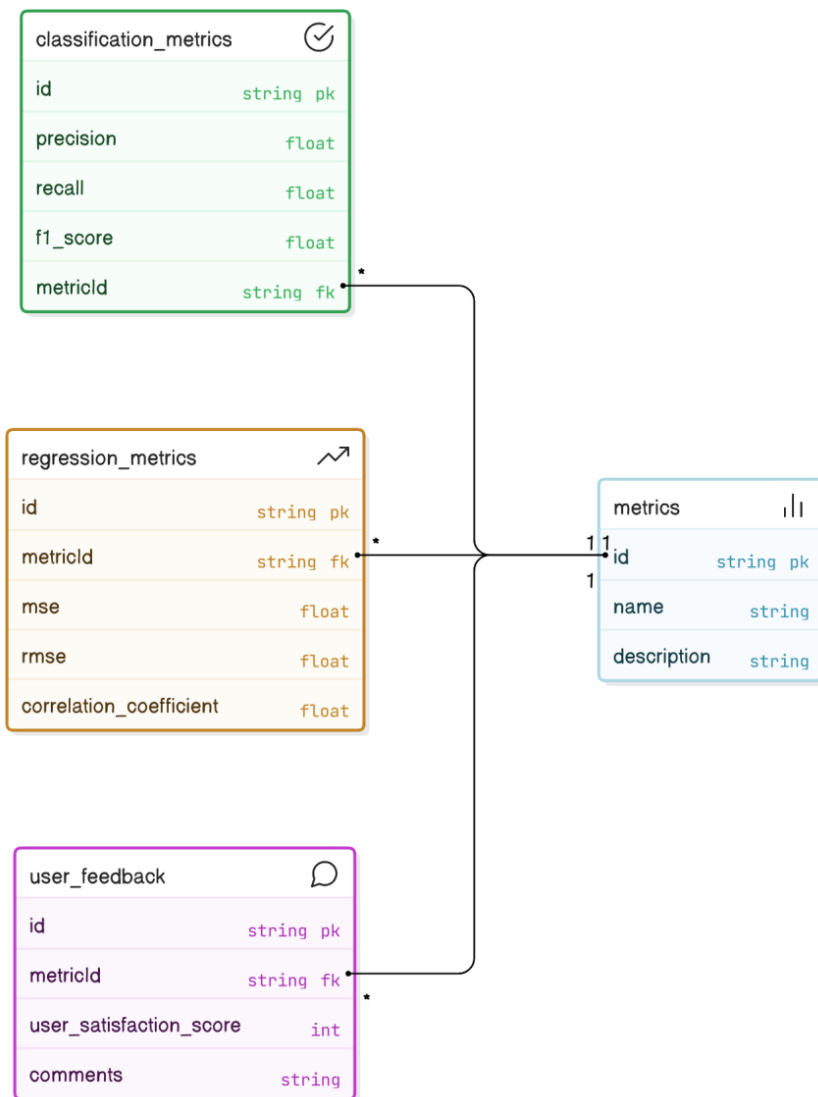 classification_metrics
id string pk
precision float
recall float
f1_score float
metricId string fk
*
regression_metrics
id string pk
metricId string fk
*
mse float
rmse float
correlation_coefficient float
metrics
1 1
id string pk
1
name string
description string
user_feedback
id string pk
metricId string fk
*
user_satisfaction_score int
comments string